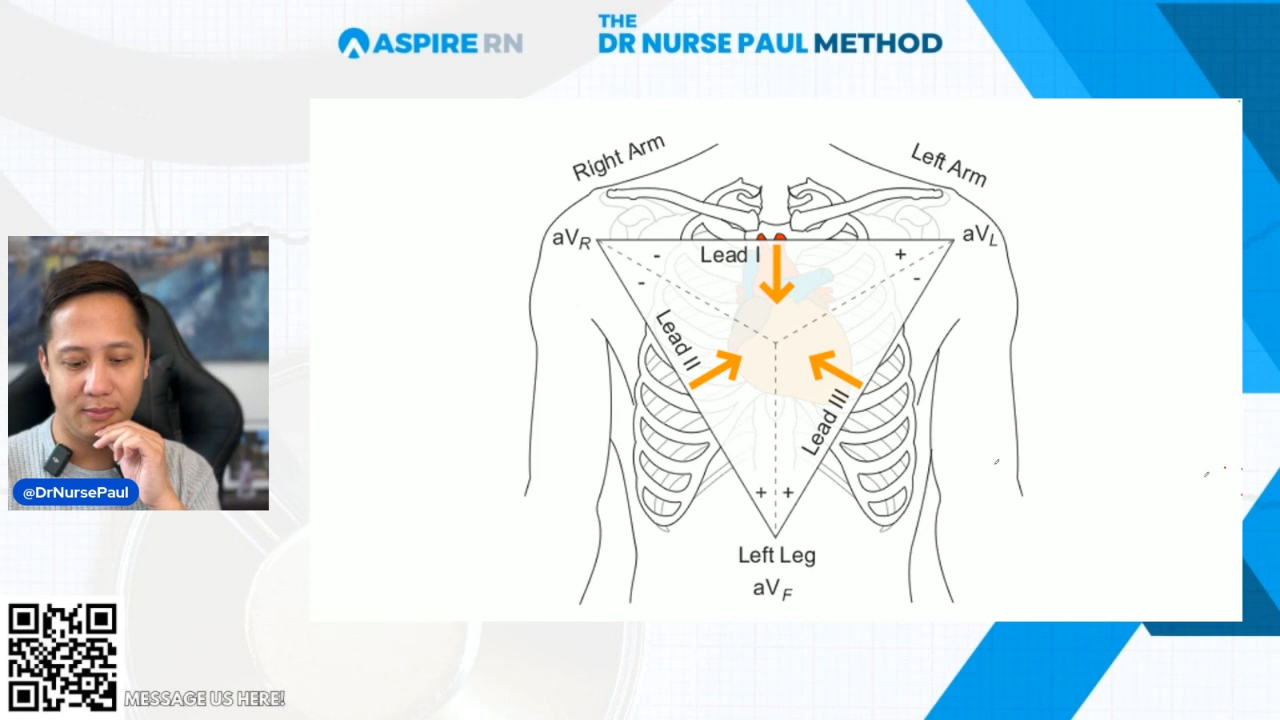 ASPIRE RN
THE
DR NURSE PAUL METHOD
Right Arm
Left Arm
aVR
aVL
-
Lead I
+
-
-
Lead II
Lead III
+ +
Left Leg
aVF
@DrNursePaul
MESSAGE US HERE!